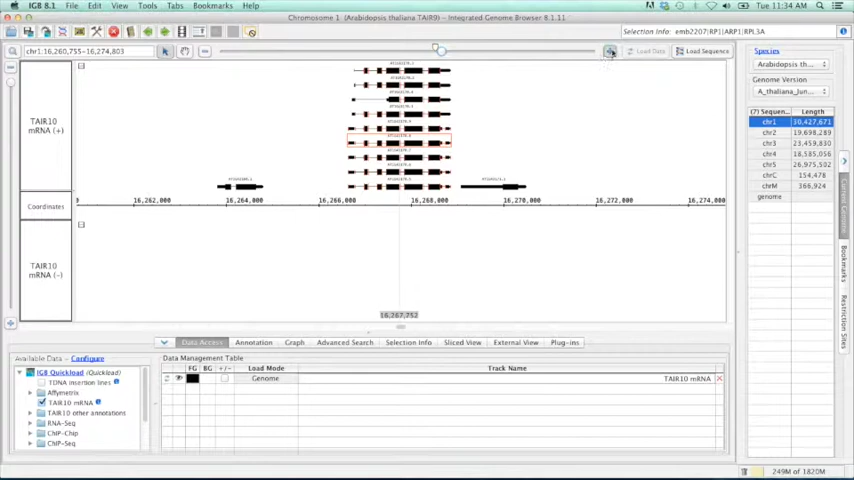 IGB 8.1 File Edit View Tools Tabs Bookmarks Help Tue 11:34 AM
Chromosome 1 (Arabidopsis thaliana TAIR9) - Integrated Genome Browser 8.1.11
Selection Info: emb2207|RP1|ARP1|RPL3A
chr1:16,260,755-16,274,803 Load Data Load Sequence
Species
Arabidopsis th...
Genome Version
A_thaliana_Jun...
(7) Sequen... Length
chr1 30,427,671
chr2 19,698,289
chr3 23,459,830
chr4 18,585,056
chr5 26,975,502
chrC 154,478
chrM 366,924
genome
Current Genome
Bookmarks
Restriction Sites
TAIR10
mRNA (+)
Coordinates
16,262,000 16,264,000 16,266,000 16,268,000 16,270,000 16,272,000 16,274,000
TAIR10
mRNA (-)
16,267,752
Data Access Annotation Graph Advanced Search Selection Info Sliced View External View Plug-ins
Available Data: Configure
IGB Quickload (Quickload)
TDNA insertion lines
Affymetrix
TAIR10 mRNA
TAIR10 other annotations
RNA-Seq
ChIP-Chip
ChIP-Seq
Data Management Table
FG BG +/- Load Mode Track Name
Genome TAIR10 mRNA
249M of 1820M